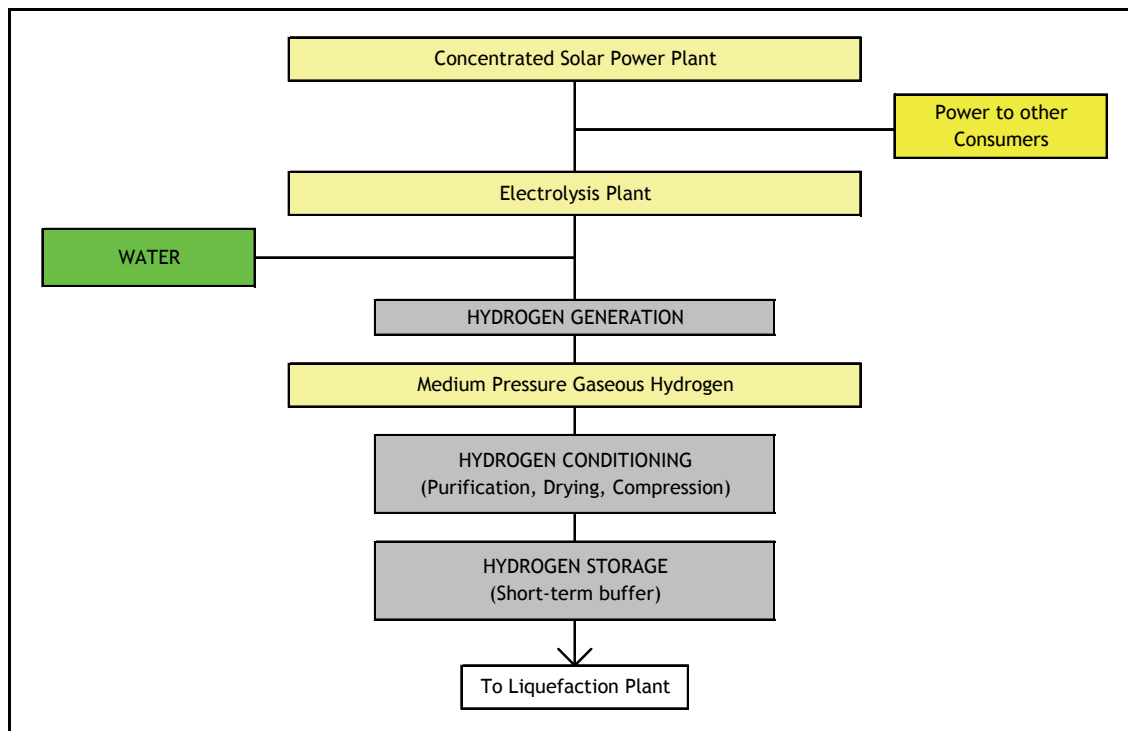 Concentrated Solar Power Plant
Power to other
Consumers
Electrolysis Plant
WATER
HYDROGEN GENERATION
Medium Pressure Gaseous Hydrogen
HYDROGEN CONDITIONING
(Purification, Drying, Compression)
HYDROGEN STORAGE
(Short-term buffer)
To Liquefaction Plant